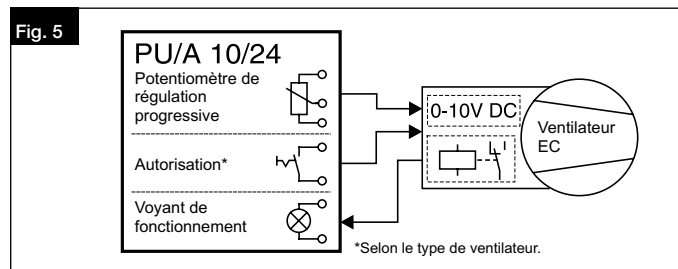 Fig. 5
PU/A 10/24
Potentiomètre de
régulation
progressive
Autorisation*
Voyant de
fonctionnement
0-10V DC
Ventilateur
EC
*Selon le type de ventilateur.